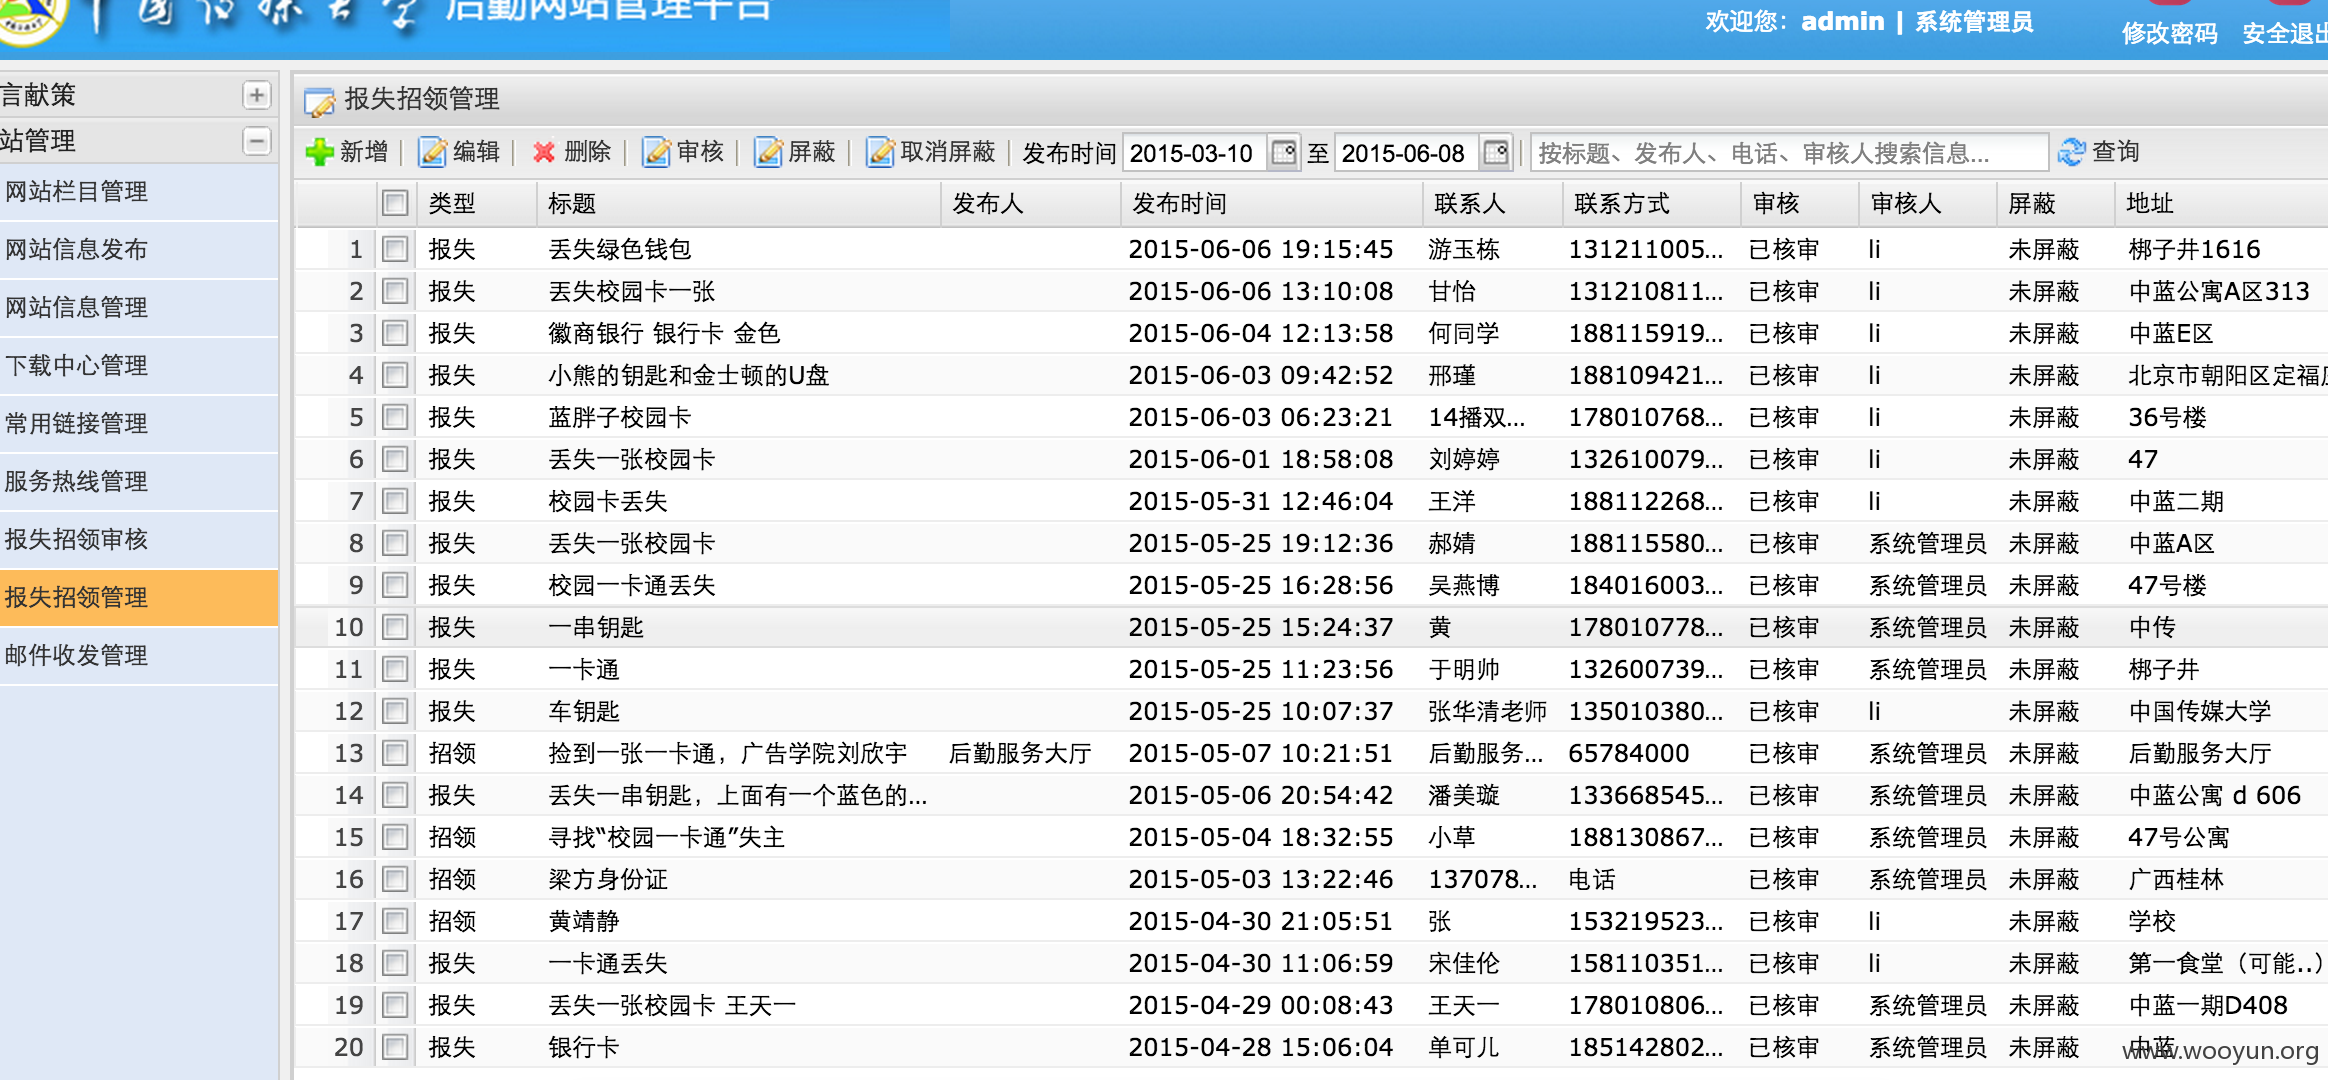 中国传媒大学 后勤网站管理平台
欢迎您：admin | 系统管理员
修改密码 安全退出
言献策
站管理
网站栏目管理
网站信息发布
网站信息管理
下载中心管理
常用链接管理
服务热线管理
报失招领审核
报失招领管理
邮件收发管理
报失招领管理
新增 编辑 删除 审核 屏蔽 取消屏蔽 发布时间 2015-03-10 至 2015-06-08 按标题、发布人、电话、审核人搜索信息... 查询
类型 标题 发布人 发布时间 联系人 联系方式 审核 审核人 屏蔽 地址
1 报失 丢失绿色钱包 2015-06-06 19:15:45 游玉栋 131211005... 已核审 li 未屏蔽 梆子井1616
2 报失 丢失校园卡一张 2015-06-06 13:10:08 甘怡 131210811... 已核审 li 未屏蔽 中蓝公寓A区313
3 报失 徽商银行 银行卡 金色 2015-06-04 12:13:58 何同学 188115919... 已核审 li 未屏蔽 中蓝E区
4 报失 小熊的钥匙和金士顿的U盘 2015-06-03 09:42:52 邢瑾 188109421... 已核审 li 未屏蔽 北京市朝阳区定福
5 报失 蓝胖子校园卡 2015-06-03 06:23:21 14播双... 178010768... 已核审 li 未屏蔽 36号楼
6 报失 丢失一张校园卡 2015-06-01 18:58:08 刘婷婷 132610079... 已核审 li 未屏蔽 47
7 报失 校园卡丢失 2015-05-31 12:46:04 王洋 188112268... 已核审 li 未屏蔽 中蓝二期
8 报失 丢失一张校园卡 2015-05-25 19:12:36 郝婧 188115580... 已核审 系统管理员 未屏蔽 中蓝A区
9 报失 校园一卡通丢失 2015-05-25 16:28:56 吴燕博 184016003... 已核审 系统管理员 未屏蔽 47号楼
10 报失 一串钥匙 2015-05-25 15:24:37 黄 178010778... 已核审 系统管理员 未屏蔽 中传
11 报失 一卡通 2015-05-25 11:23:56 于明帅 132600739... 已核审 系统管理员 未屏蔽 梆子井
12 报失 车钥匙 2015-05-25 10:07:37 张华清老师 135010380... 已核审 li 未屏蔽 中国传媒大学
13 招领 捡到一张一卡通，广告学院刘欣宇 后勤服务大厅 2015-05-07 10:21:51 后勤服务... 65784000 已核审 系统管理员 未屏蔽 后勤服务大厅
14 报失 丢失一串钥匙，上面有一个蓝色的... 2015-05-06 20:54:42 潘美璇 133668545... 已核审 系统管理员 未屏蔽 中蓝公寓 d 606
15 招领 寻找“校园一卡通”失主 2015-05-04 18:32:55 小草 188130867... 已核审 系统管理员 未屏蔽 47号公寓
16 招领 梁方身份证 2015-05-03 13:22:46 137078... 电话 已核审 系统管理员 未屏蔽 广西桂林
17 招领 黄靖静 2015-04-30 21:05:51 张 153219523... 已核审 li 未屏蔽 学校
18 报失 一卡通丢失 2015-04-30 11:06:59 宋佳伦 158110351... 已核审 li 未屏蔽 第一食堂（可能..）
19 报失 丢失一张校园卡 王天一 2015-04-29 00:08:43 王天一 178010806... 已核审 系统管理员 未屏蔽 中蓝一期D408
20 报失 银行卡 2015-04-28 15:06:04 单可儿 185142802... 已核审 系统管理员 未屏蔽 中蓝
www.wooyun.org